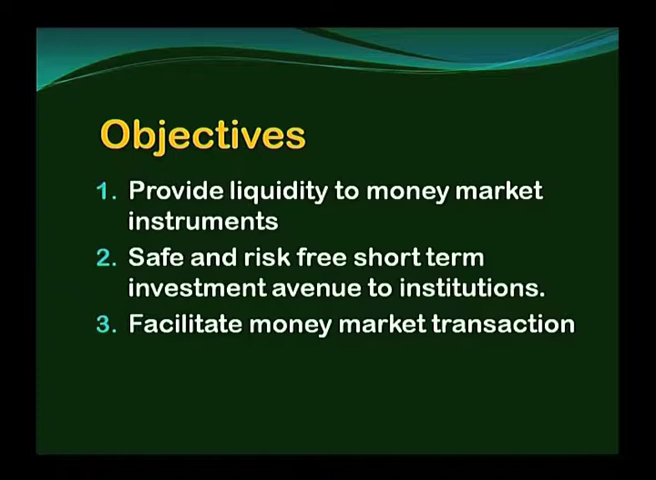 Objectives
1. Provide liquidity to money market
instruments
2. Safe and risk free short term
investment avenue to institutions.
3. Facilitate money market transaction